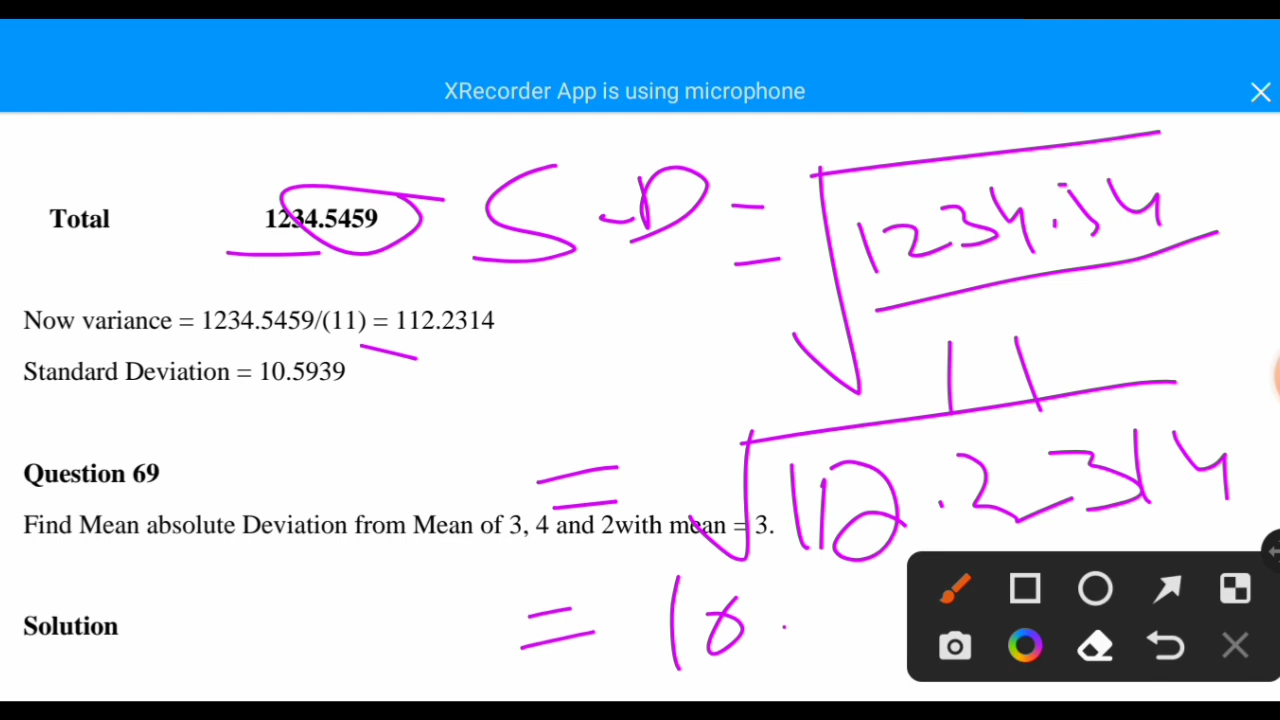 XRecorder App is using microphone
Total 1234.5459 S.D = √1234.54
11
Now variance = 1234.5459/(11) = 112.2314
Standard Deviation = 10.5939
= √112.2314
Question 69
Find Mean absolute Deviation from Mean of 3, 4 and 2with mean = 3.
Solution = 10.